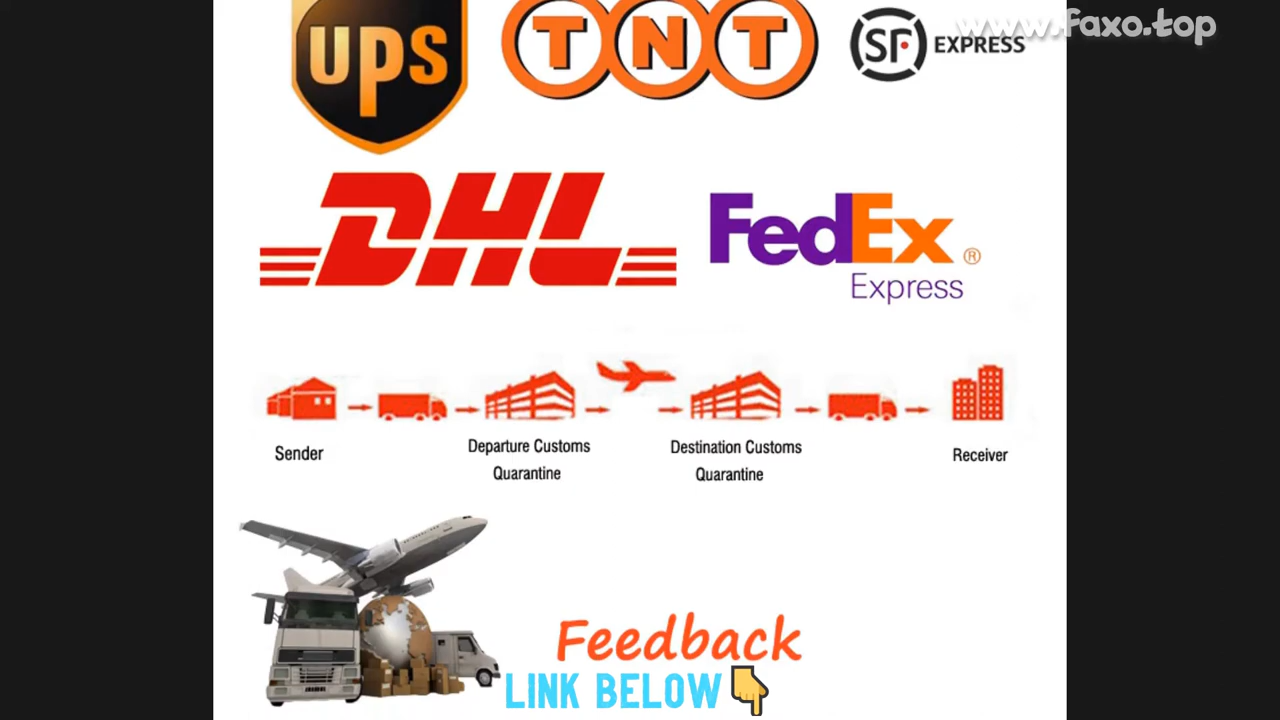 www.faxo.top
UPS
TNT
SF EXPRESS
DHL
FedEx®
Express
Sender
Departure Customs
Quarantine
Destination Customs
Quarantine
Receiver
Feedback
LINK BELOW👇